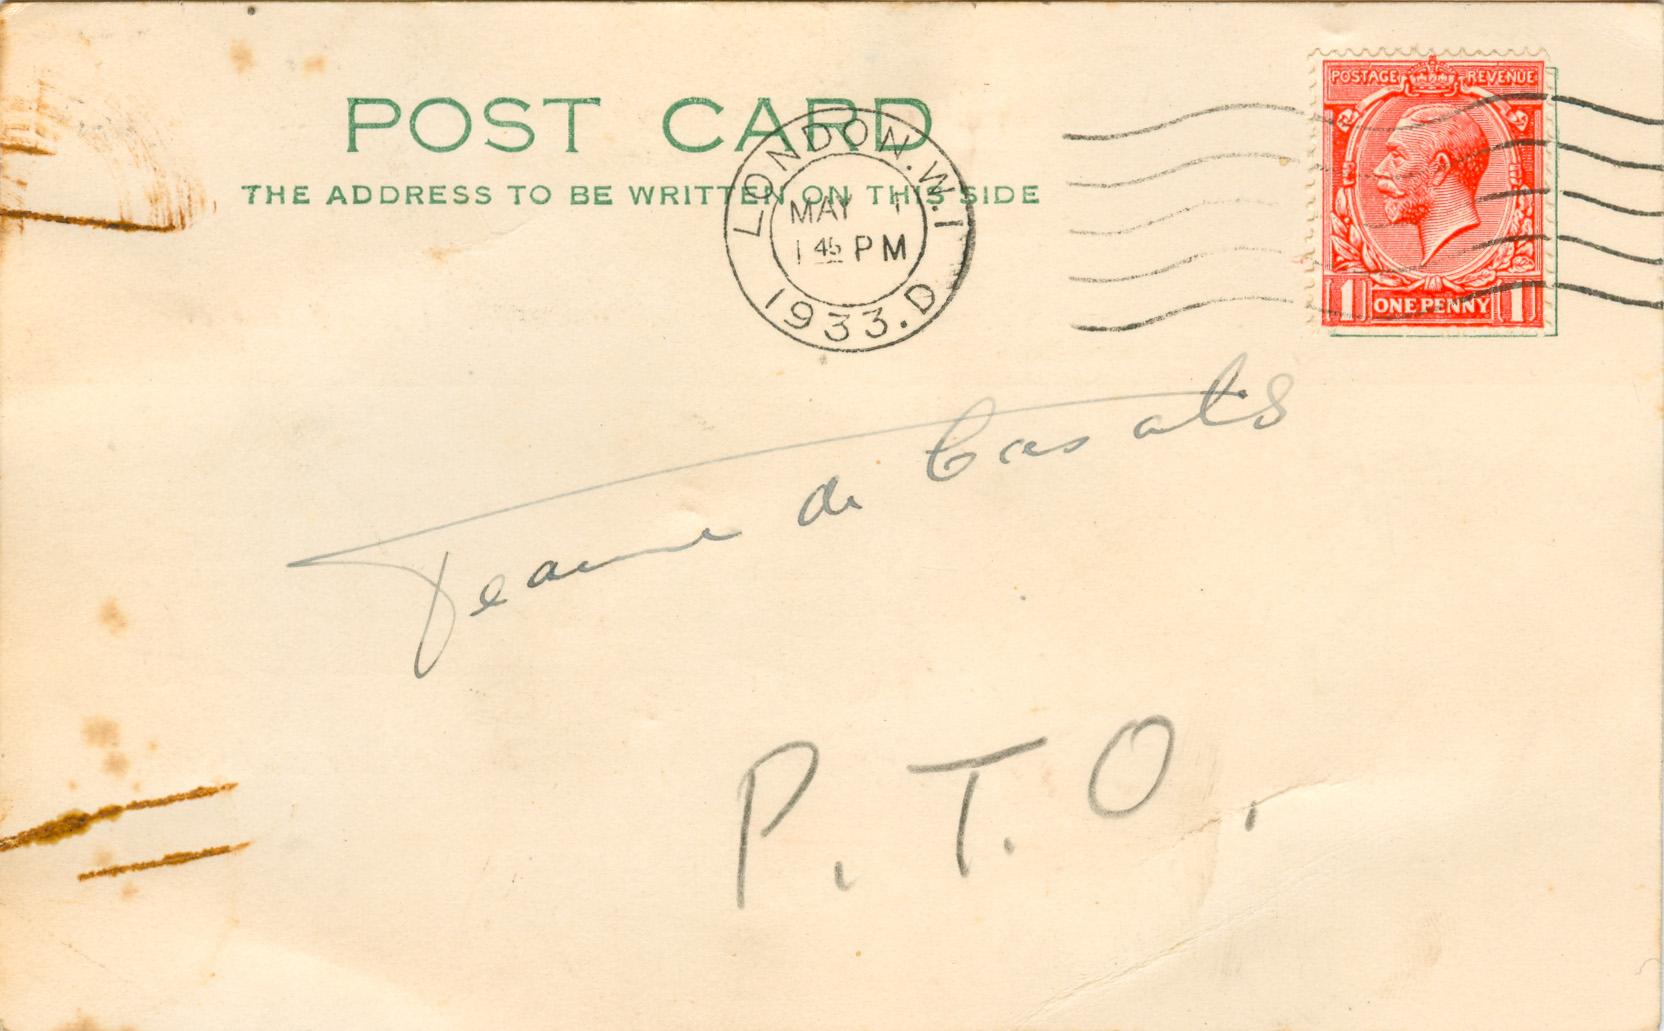 POST CARD
THE ADDRESS TO BE WRITTEN ON THIS SIDE
LONDON. W. 1
MAY 1
1 45 PM
1933. D
POSTAGE REVENUE
1 ONE PENNY 1
Jeanne de Casalis
P. T. O.